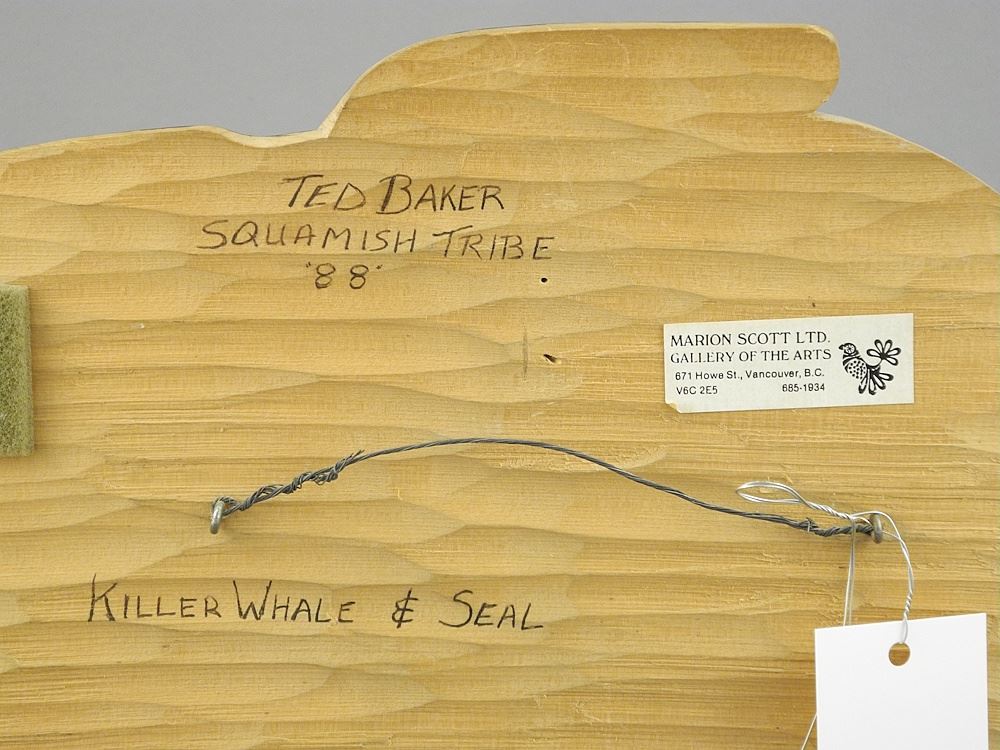 TED BAKER
SQUAMISH TRIBE
"88"
MARION SCOTT LTD.
GALLERY OF THE ARTS
671 Howe St., Vancouver, B.C.
V6C 2E5 685-1934
KILLER WHALE & SEAL